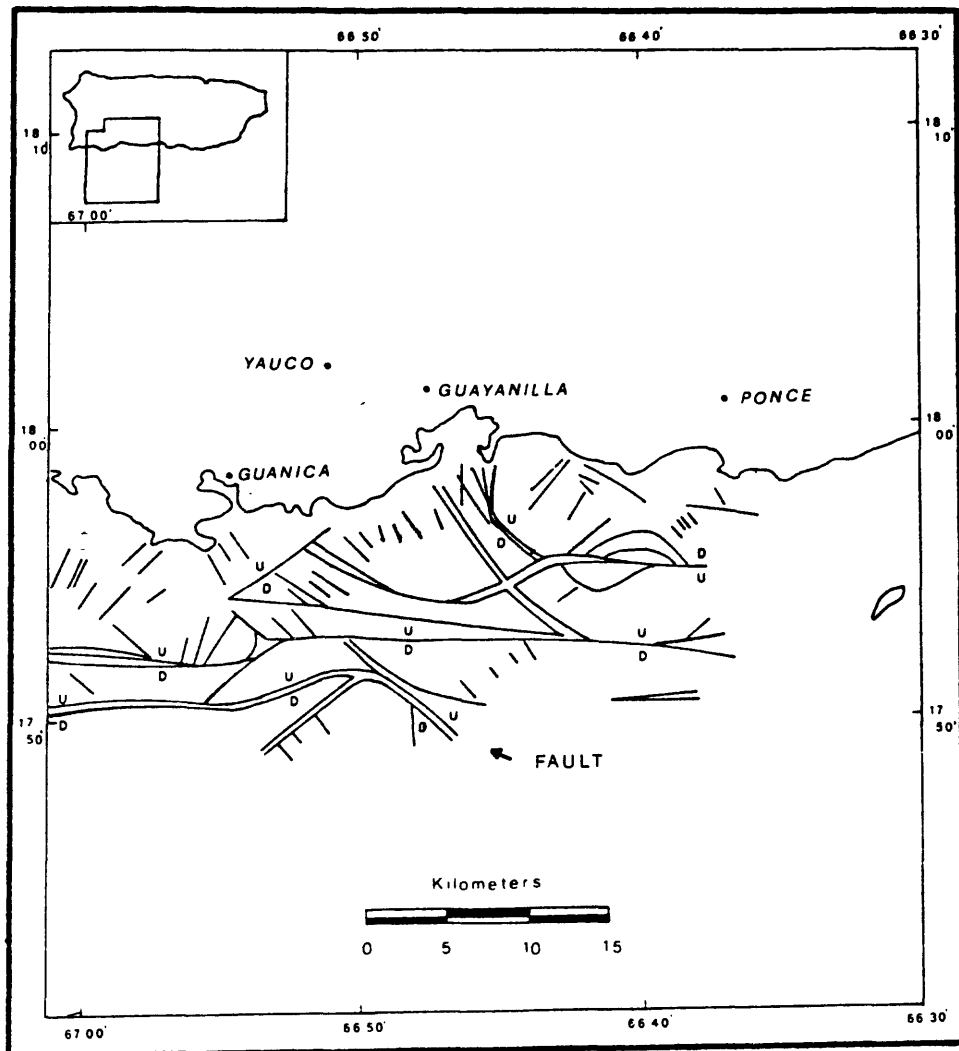 66 50' 66 40' 66 30'
18 10' 18 10'
67 00'
YAUCO
GUAYANILLA
PONCE
18 00' 18 00'
GUANICA
U
D
U
D
D
U
U
D
U
D
U
D
U
D
U
D
U
D
D U
17 50' 17 50'
FAULT
Kilometers
0 5 10 15
67 00' 66 50' 66 40' 66 30'